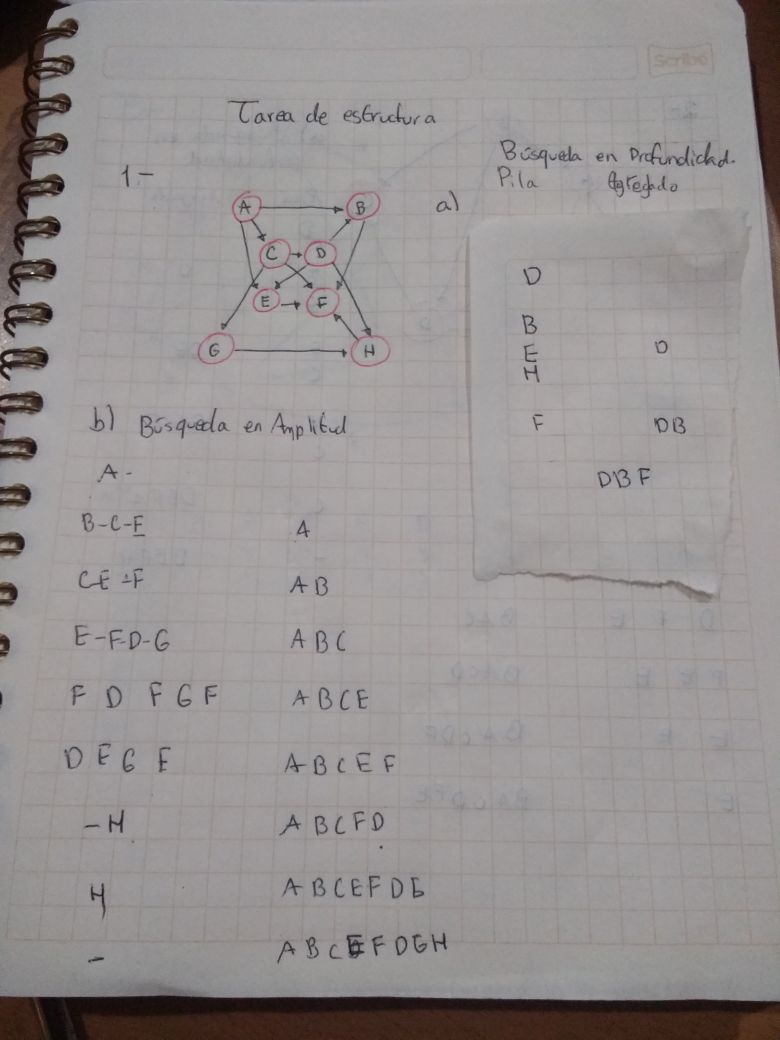 Scribe
Tarea de estructura
Búsqueda en Profundidad.
1-
a)
Pila Agregado
A B
C D
E F
G H
D
B
E D
H
F DB
DBF
b) Búsqueda en Amplitud
A-
B-C-E A
CE-F AB
E-F-D-G ABC
F D F G F ABCE
D F G F ABCEF
-H ABCFD
H ABCEFDG
- ABCEFDGH